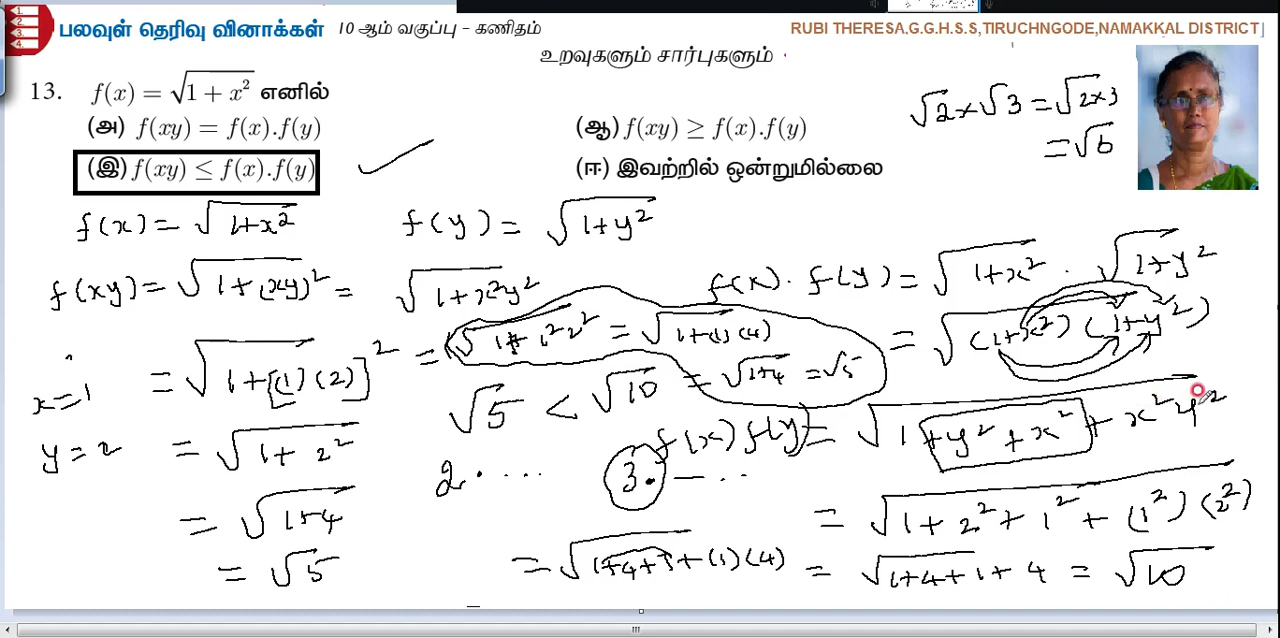 1.
2.
3.
4.
பலவுள் தெரிவு வினாக்கள் 10 ஆம் வகுப்பு – கணிதம் RUBI THERESA,G.G.H.S.S,TIRUCHNGODE,NAMAKKAL DISTRICT
உறவுகளும் சார்புகளும்
13. f(x) = √(1 + x²) எனில்
(அ) f(xy) = f(x).f(y) (ஆ) f(xy) ≥ f(x).f(y)
(இ) f(xy) ≤ f(x).f(y) ✓ (ஈ) இவற்றில் ஒன்றுமில்லை
√2 × √3 = √(2×3)
= √6
f(x) = √(1+x²) f(y) = √(1+y²)
f(xy) = √(1+(xy)²) = √(1+x²y²)
x=1 = √(1+[(1)(2)]²) = √(1+1²2²) = √(1+(1)(4))
= √(1+4) = √5
y=2 = √(1+2²)
= √(1+4)
= √5
√5 < √10
2. .... 3. — ...
f(x).f(y) = √(1+x²) . √(1+y²)
= √((1+x²)(1+y²))
f(x)f(y) = √(1+y²+x²+x²y²)
= √(1+2²+1²+(1²)(2²))
= √(1+4+1+(1)(4)) = √(1+4+1+4) = √10